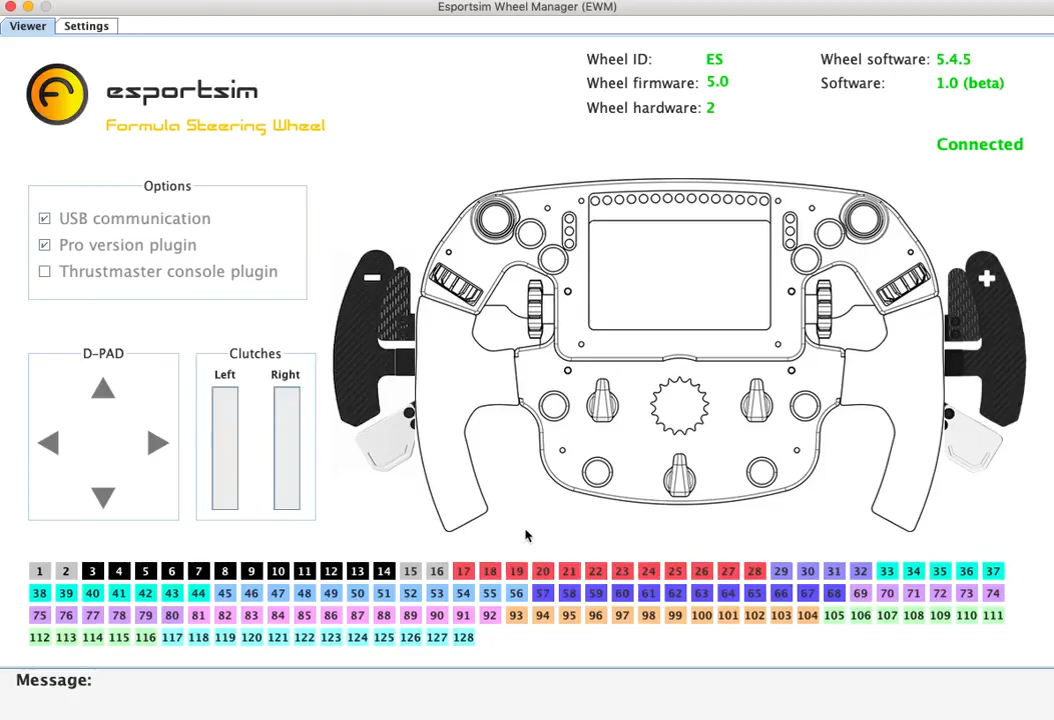 Esportsim Wheel Manager (EWM)
Viewer Settings
Wheel ID: ES
Wheel firmware: 5.0
Wheel hardware: 2
Wheel software: 5.4.5
Software: 1.0 (beta)
Connected
esportsim
Formula Steering Wheel
Options
USB communication
Pro version plugin
Thrustmaster console plugin
D-PAD
Clutches
Left Right
1 2 3 4 5 6 7 8 9 10 11 12 13 14 15 16 17 18 19 20 21 22 23 24 25 26 27 28 29 30 31 32 33 34 35 36 37
38 39 40 41 42 43 44 45 46 47 48 49 50 51 52 53 54 55 56 57 58 59 60 61 62 63 64 65 66 67 68 69 70 71 72 73 74
75 76 77 78 79 80 81 82 83 84 85 86 87 88 89 90 91 92 93 94 95 96 97 98 99 100 101 102 103 104 105 106 107 108 109 110 111
112 113 114 115 116 117 118 119 120 121 122 123 124 125 126 127 128
Message: